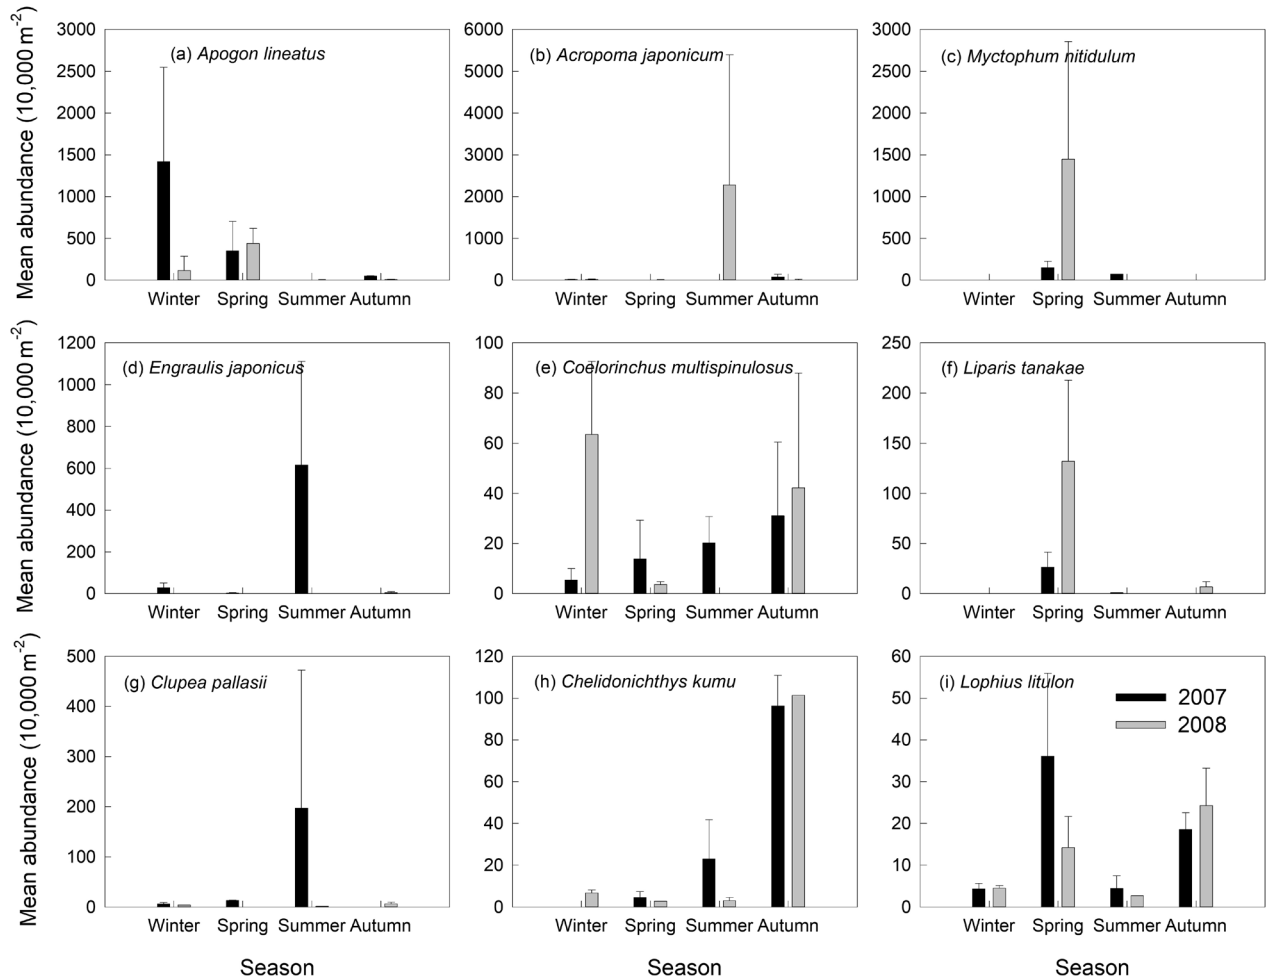 Mean abundance (10,000 m-2)
3000
2500
2000
1500
1000
500
0
(a) Apogon lineatus
Winter Spring Summer Autumn
6000
5000
4000
3000
2000
1000
0
(b) Acropoma japonicum
Winter Spring Summer Autumn
3000
2500
2000
1500
1000
500
0
(c) Myctophum nitidulum
Winter Spring Summer Autumn
Mean abundance (10,000 m-2)
1200
1000
800
600
400
200
0
(d) Engraulis japonicus
Winter Spring Summer Autumn
100
80
60
40
20
0
(e) Coelorinchus multispinulosus
Winter Spring Summer Autumn
250
200
150
100
50
0
(f) Liparis tanakae
Winter Spring Summer Autumn
Mean abundance (10,000 m-2)
500
400
300
200
100
0
(g) Clupea pallasii
Winter Spring Summer Autumn
Season
120
100
80
60
40
20
0
(h) Chelidonichthys kumu
Winter Spring Summer Autumn
Season
60
50
40
30
20
10
0
(i) Lophius litulon
2007
2008
Winter Spring Summer Autumn
Season